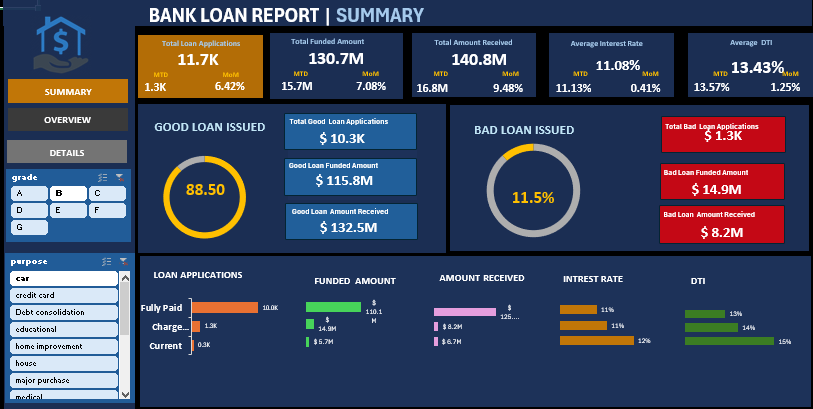 BANK LOAN REPORT | SUMMARY
SUMMARY
OVERVIEW
DETAILS
grade
A
B
C
D
E
F
G
purpose
car
credit card
Debt consolidation
educational
home improvement
house
major purchase
medical
Total Loan Applications
11.7K
MTD
MoM
1.3K
6.42%
Total Funded Amount
130.7M
MTD
MoM
15.7M
7.08%
Total Amount Received
140.8M
MTD
MoM
16.8M
9.48%
Average Interest Rate
11.08%
MTD
MoM
11.13%
0.41%
Average DTI
13.43%
MTD
MoM
13.57%
1.25%
GOOD LOAN ISSUED
88.50
Total Good Loan Applications
$ 10.3K
Good Loan Funded Amount
$ 115.8M
Good Loan Amount Received
$ 132.5M
BAD LOAN ISSUED
11.5%
Total Bad Loan Applications
$ 1.3K
Bad Loan Funded Amount
$ 14.9M
Bad Loan Amount Received
$ 8.2M
LOAN APPLICATIONS
Fully Paid
10.0K
Charge...
1.3K
Current
0.3K
FUNDED AMOUNT
$
110.1
M
$
14.9M
$ 5.7M
AMOUNT RECEIVED
$
125....
$ 8.2M
$ 6.7M
INTREST RATE
11%
11%
12%
DTI
13%
14%
15%